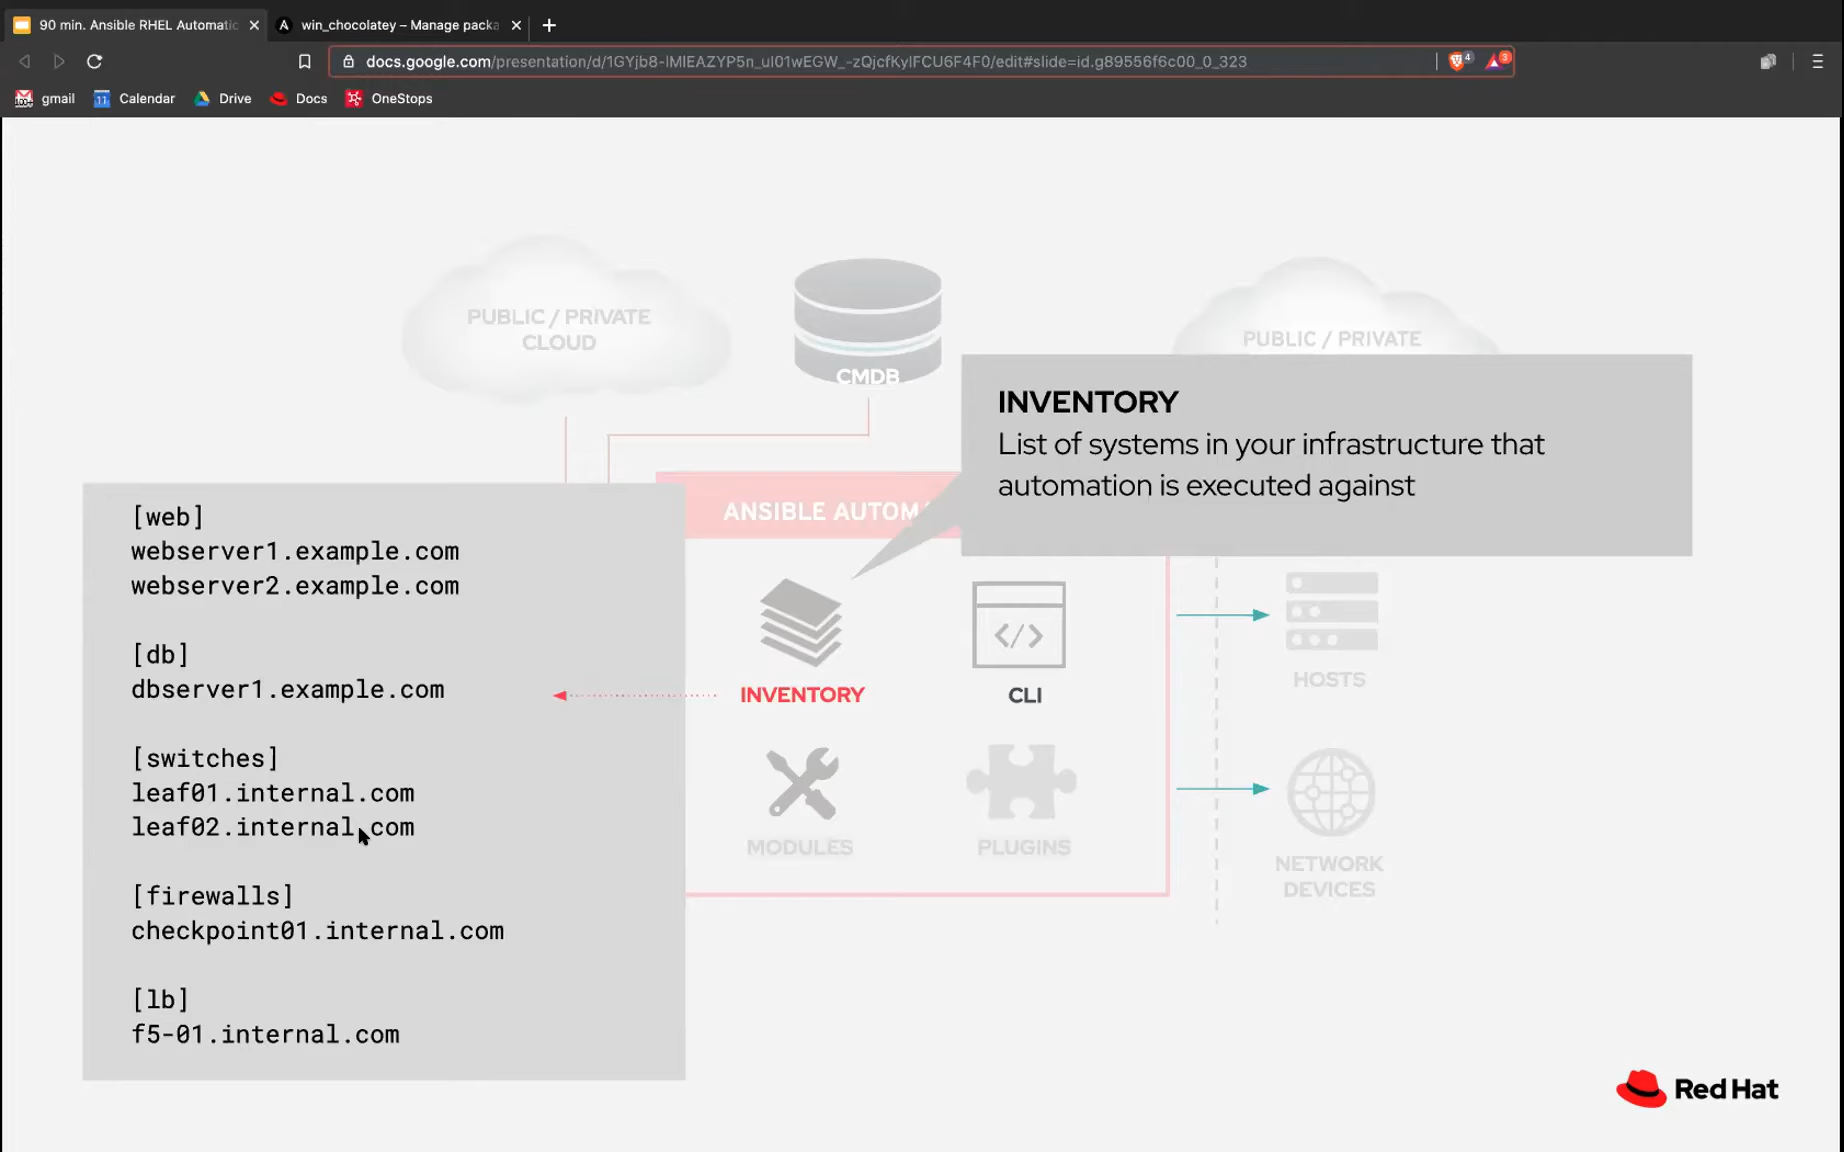 90 min. Ansible RHEL Automatic
win_chocolatey – Manage packa
docs.google.com/presentation/d/1GYjb8-IMlEAZYP5n_ul01wEGW_-zQjcfKylFCU6F4F0/edit#slide=id.g89556f6c00_0_323
4
3
gmail
Calendar
Drive
Docs
OneStops
PUBLIC / PRIVATE
CLOUD
CMDB
PUBLIC / PRIVATE
INVENTORY
List of systems in your infrastructure that
automation is executed against
ANSIBLE AUTOMA
[web]
webserver1.example.com
webserver2.example.com
[db]
dbserver1.example.com
[switches]
leaf01.internal.com
leaf02.internal.com
[firewalls]
checkpoint01.internal.com
[lb]
f5-01.internal.com
INVENTORY
CLI
MODULES
PLUGINS
HOSTS
NETWORK
DEVICES
Red Hat